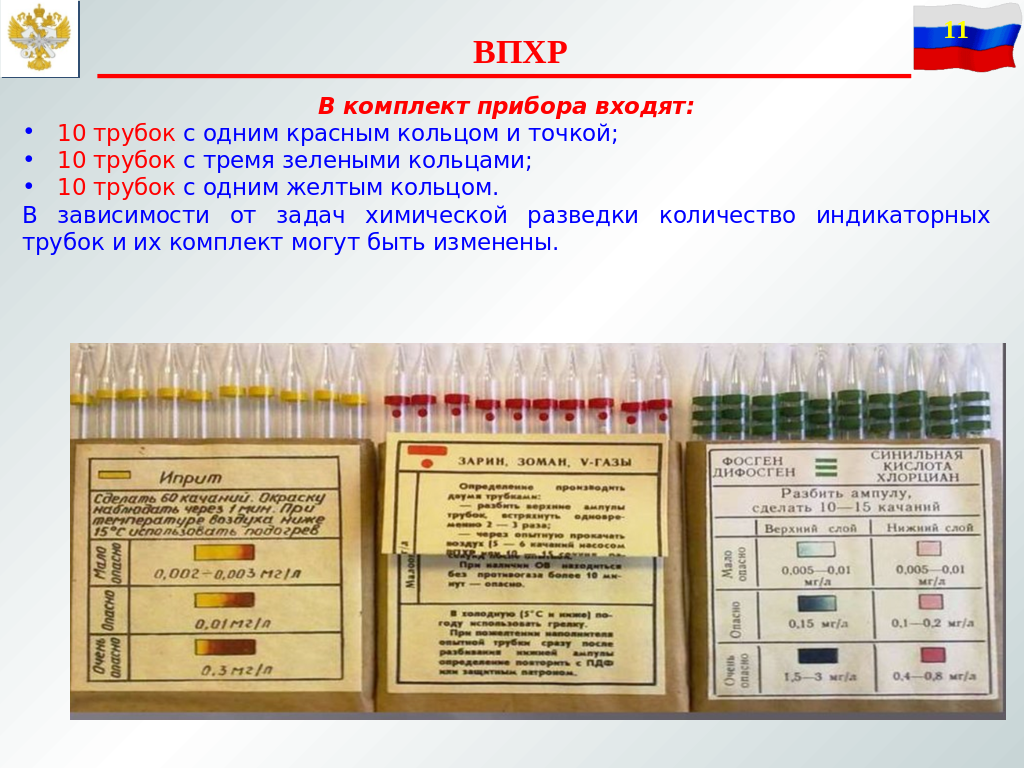 11
ВПХР
В комплект прибора входят:
• 10 трубок с одним красным кольцом и точкой;
• 10 трубок с тремя зелеными кольцами;
• 10 трубок с одним желтым кольцом.
В зависимости от задач химической разведки количество индикаторных
трубок и их комплект могут быть изменены.
Иприт
Сделать 60 качаний. Окраску
наблюдать через 1 мин. При
температуре воздуха ниже
15°С использовать подогрев
Мало опасно
0,002÷0,003 мг/л
Опасно
0,01 мг/л
Очень опасно
0,3 мг/л
ЗАРИН, ЗОМАН, V-ГАЗЫ
Определение производить
двумя трубками:
— разбить верхние ампулы
трубок, встряхнуть одновре-
менно 2 — 3 раза;
— через опытную прокачать
воздух (5 — 6 качаний насосом
При наличии ОВ находиться
без противогаза более 10 ми-
нут — опасно.
В холодную (5°С и ниже) по-
году использовать грелку.
При пожелтении наполнителя
опытной трубки сразу после
разбивания нижней ампулы
определение повторить с ПДФ
или защитным патроном.
ФОСГЕН
ДИФОСГЕН
СИНИЛЬНАЯ
КИСЛОТА
ХЛОРЦИАН
Разбить ампулу,
сделать 10—15 качаний
Верхний слой
Нижний слой
Мало опасно
0,005—0,01
мг/л
0,005—0,01
мг/л
Опасно
0,15 мг/л
0,1—0,2 мг/л
Очень опасно
1,5—3 мг/л
0,4—0,8 мг/л